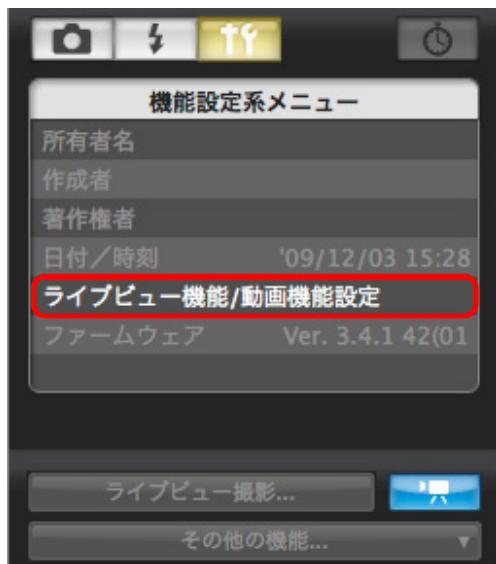 機能設定系メニュー
所有者名
作成者
著作権者
日付／時刻 '09/12/03 15:28
ライブビュー機能/動画機能設定
ファームウェア Ver. 3.4.1 42(01
ライブビュー撮影...
その他の機能...